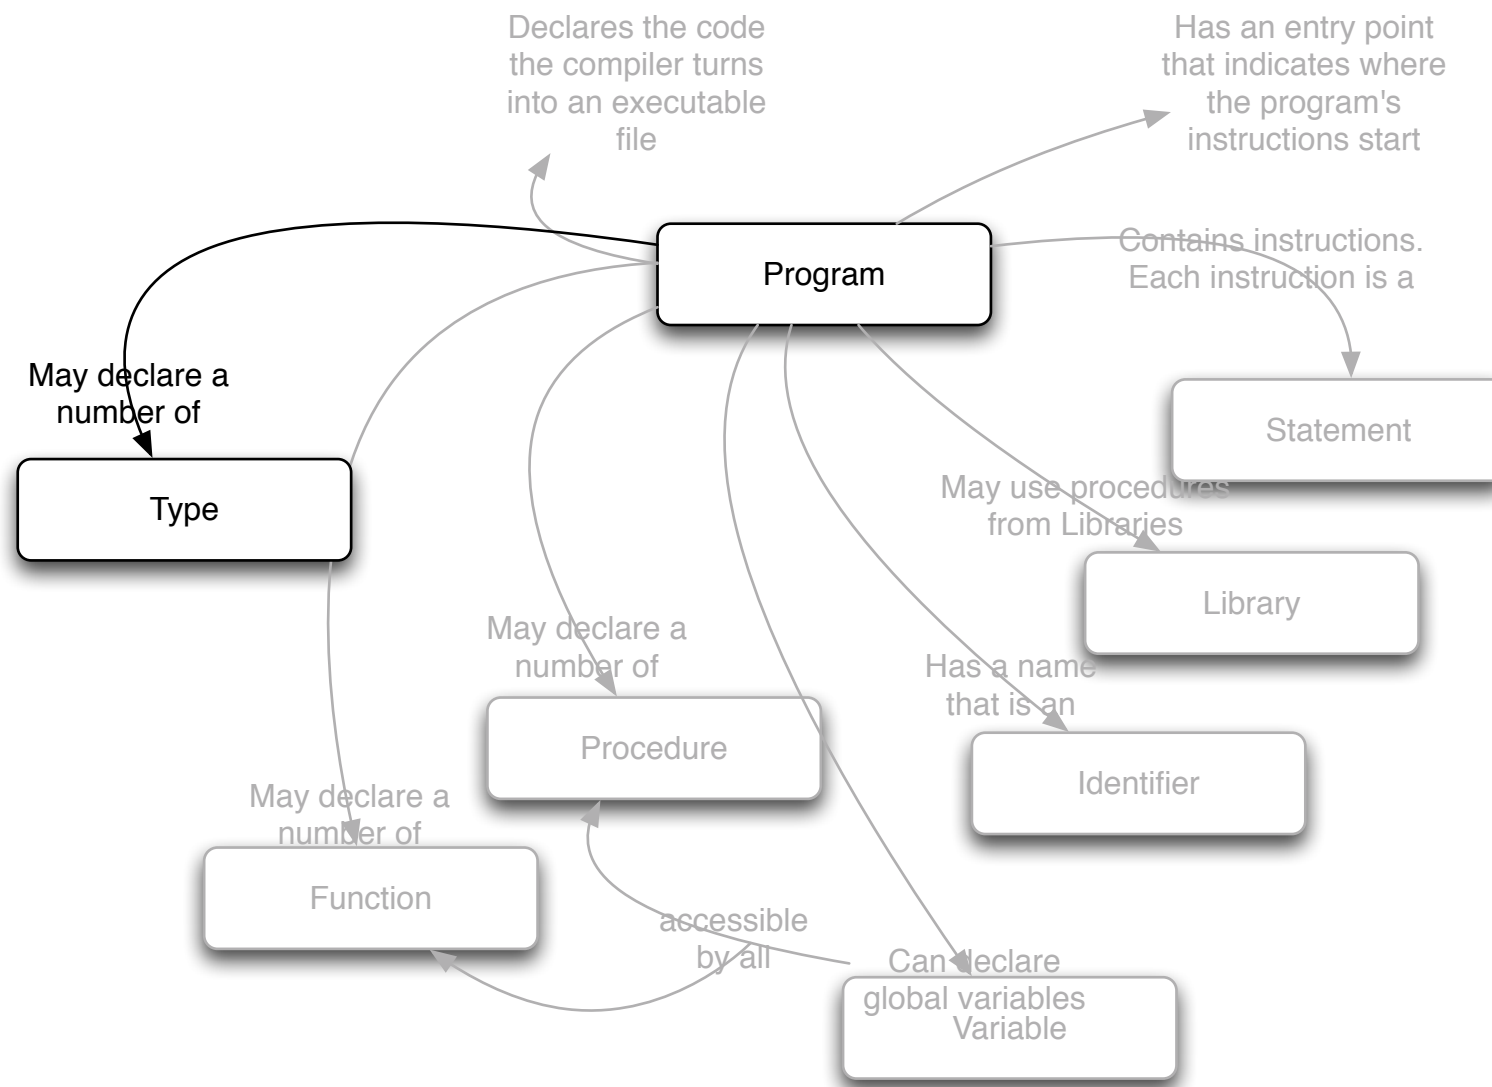 Declares the code
the compiler turns
into an executable
file
Has an entry point
that indicates where
the program's
instructions start
Program
Contains instructions.
Each instruction is a
May declare a
number of
Statement
Type
May use procedures
from Libraries
Library
May declare a
number of
Has a name
that is an
Procedure
Identifier
May declare a
number of
Function
accessible
by all
Can declare
global variables
Variable